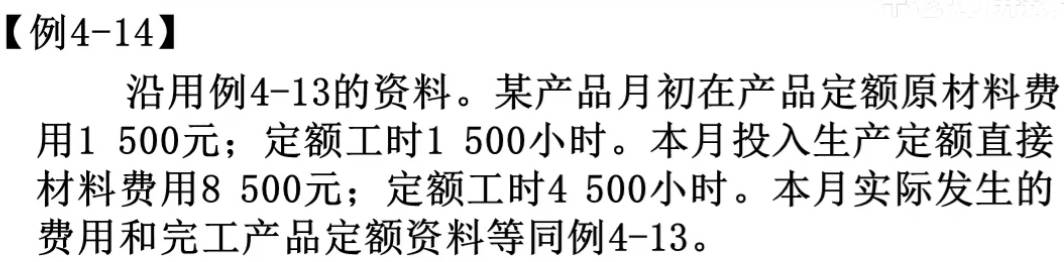 【例4-14】
沿用例4-13的资料。某产品月初在产品定额原材料费
用1 500元；定额工时1 500小时。本月投入生产定额直接
材料费用8 500元；定额工时4 500小时。本月实际发生的
费用和完工产品定额资料等同例4-13。